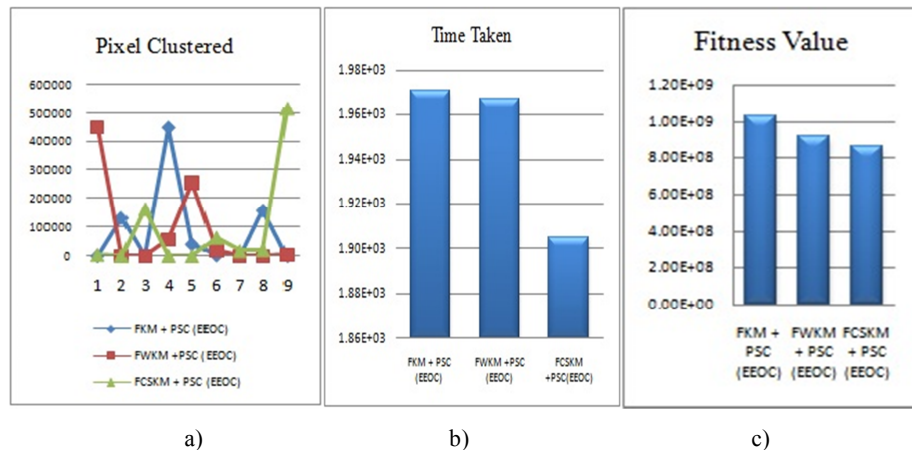 Pixel Clustered
600000
500000
400000
300000
200000
100000
0
1 2 3 4 5 6 7 8 9
FKM + PSC (EEOC)
FWKM +PSC (EEOC)
FCSKM + PSC (EEOC)
a)
Time Taken
1.98E+03
1.96E+03
1.94E+03
1.92E+03
1.90E+03
1.88E+03
1.86E+03
FKM + PSC (EEOC)
FWKM +PSC (EEOC)
FCSKM +PSC(EEOC)
b)
Fitness Value
1.20E+09
1.00E+09
8.00E+08
6.00E+08
4.00E+08
2.00E+08
0.00E+00
FKM + PSC (EEOC)
FWKM + PSC (EEOC)
FCSKM + PSC (EEOC)
c)